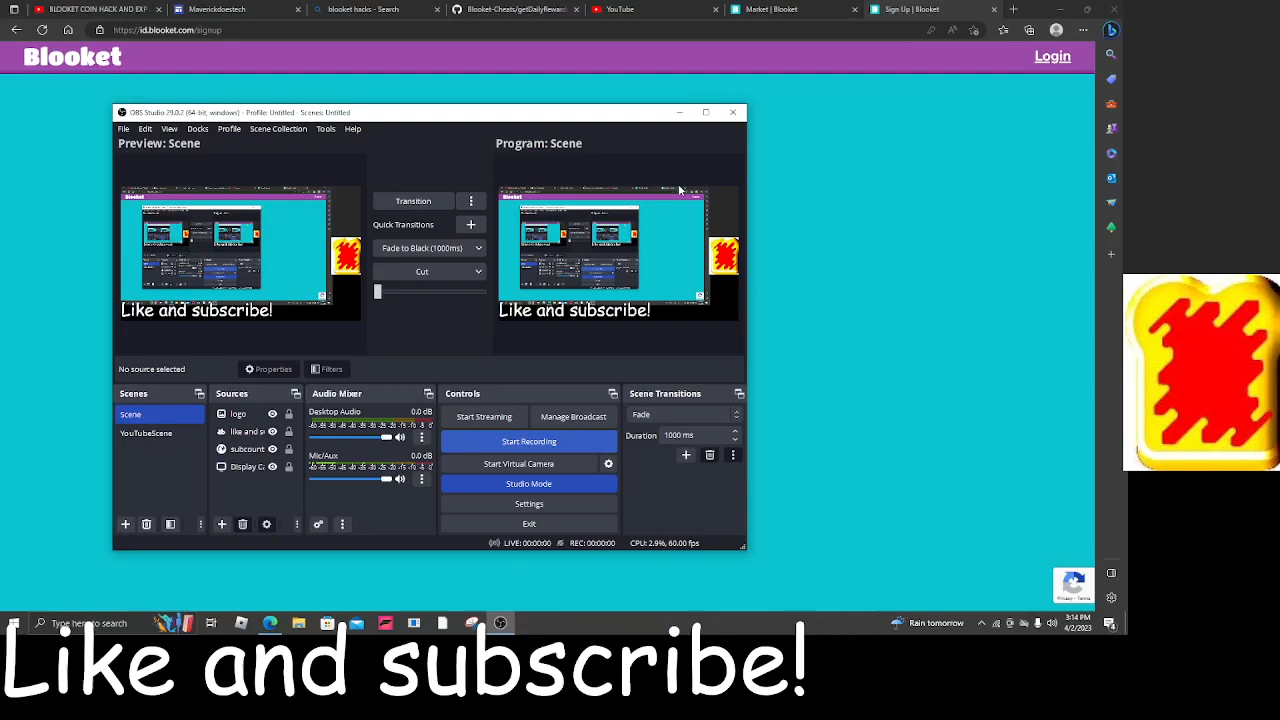 BLOOKET COIN HACK AND EXP
Maverickdoestech
blooket hacks - Search
Blooket-Cheats/getDailyReward
YouTube
Market | Blooket
Sign Up | Blooket
https://id.blooket.com/signup
Blooket
Login
OBS Studio 29.0.2 (64-bit, windows) - Profile: Untitled - Scenes: Untitled
File Edit View Docks Profile Scene Collection Tools Help
Preview: Scene
Program: Scene
Transition
Quick Transitions
Fade to Black (1000ms)
Cut
Like and subscribe!
Like and subscribe!
No source selected
Properties
Filters
Scenes
Sources
Audio Mixer
Controls
Scene Transitions
Scene
YouTubeScene
logo
like and s
subcount
Display C
Desktop Audio 0.0 dB
Mic/Aux 0.0 dB
Start Streaming
Manage Broadcast
Start Recording
Start Virtual Camera
Studio Mode
Settings
Exit
Fade
Duration 1000 ms
LIVE: 00:00:00
REC: 00:00:00
CPU: 2.9%, 60.00 fps
Privacy - Terms
Type here to search
Rain tomorrow
3:14 PM
4/2/2023
Like and subscribe!